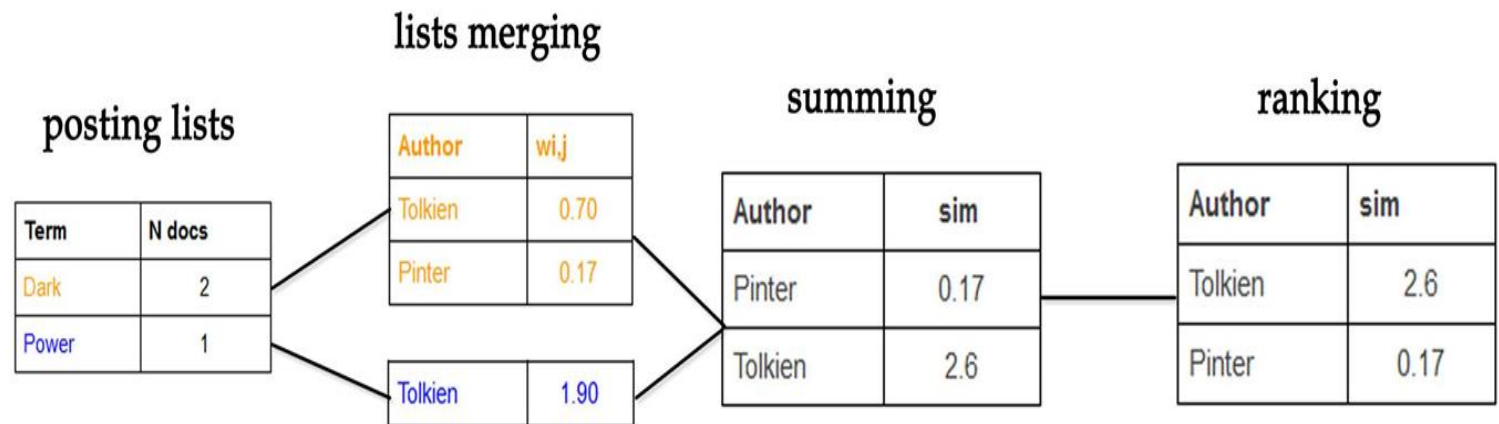 posting lists
Term N docs
Dark 2
Power 1
lists merging
Author wi,j
Tolkien 0.70
Pinter 0.17
Tolkien 1.90
summing
Author sim
Pinter 0.17
Tolkien 2.6
ranking
Author sim
Tolkien 2.6
Pinter 0.17